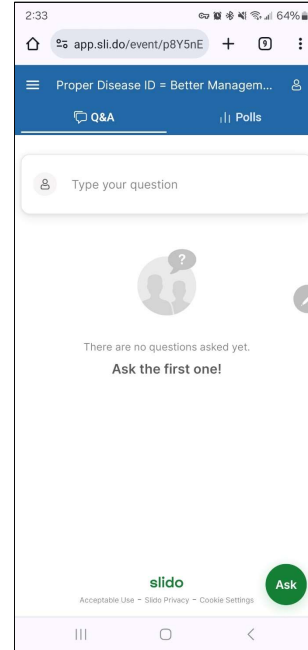 2:33 64%
app.sli.do/event/p8Y5nE 9
Proper Disease ID = Better Managem...
Q&A Polls
Type your question
?
There are no questions asked yet.
Ask the first one!
slido
Ask
Acceptable Use - Slido Privacy - Cookie Settings